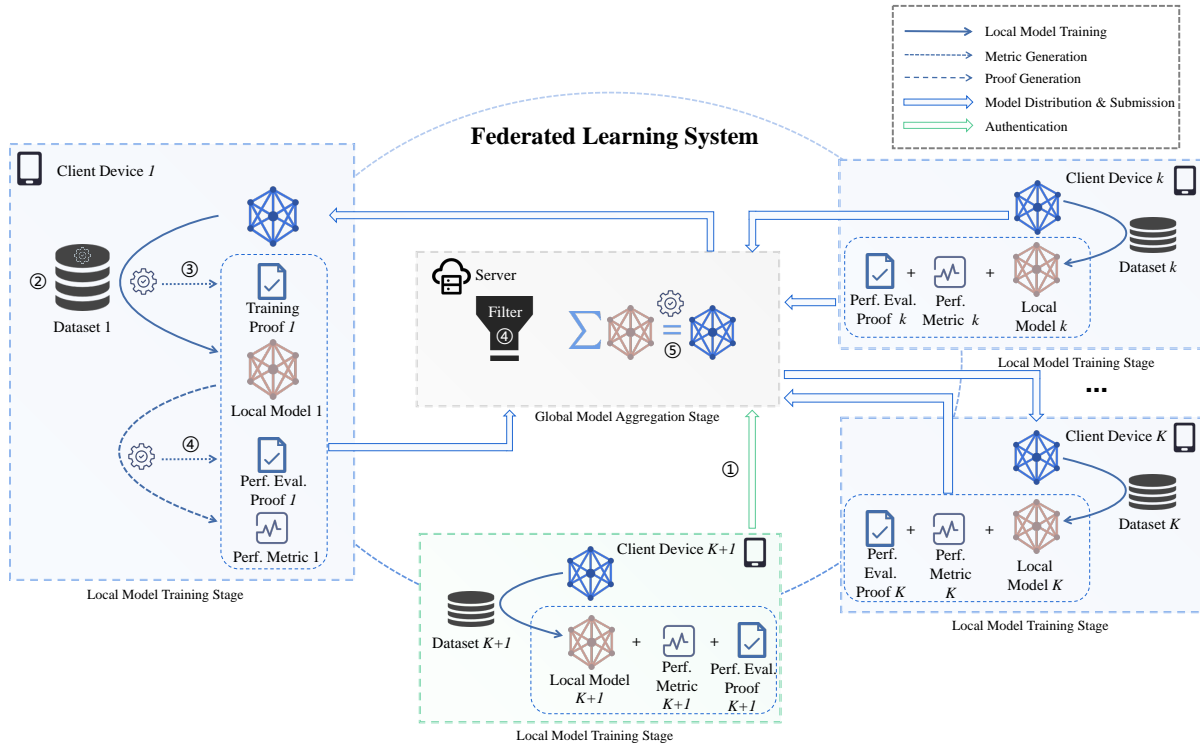 Local Model Training
Metric Generation
Proof Generation
Model Distribution & Submission
Authentication
Federated Learning System
Client Device 1
②
Dataset 1
③
Training
Proof 1
Local Model 1
④
Perf. Eval.
Proof 1
Perf. Metric 1
Local Model Training Stage
Server
Filter
④
∑
=
⑤
Global Model Aggregation Stage
①
Client Device k
Dataset k
Perf. Eval.
Proof k
+
Perf.
Metric k
+
Local
Model k
Local Model Training Stage
...
Client Device K
Dataset K
Perf.
Eval.
Proof K
+
Perf.
Metric
K
+
Local
Model K
Local Model Training Stage
Client Device K+1
Dataset K+1
Local Model
K+1
+
Perf.
Metric
K+1
+
Perf. Eval.
Proof
K+1
Local Model Training Stage